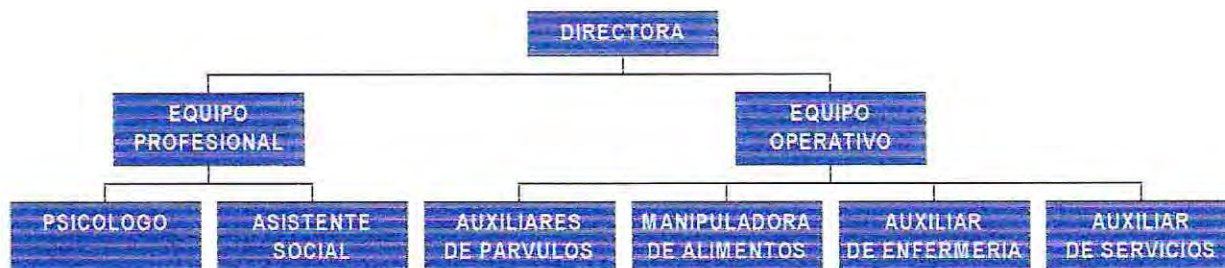 DIRECTORA
EQUIPO
PROFESIONAL
EQUIPO
OPERATIVO
PSICOLOGO
ASISTENTE
SOCIAL
AUXILIARES
DE PARVULOS
MANIPULADORA
DE ALIMENTOS
AUXILIAR
DE ENFERMERIA
AUXILIAR
DE SERVICIOS